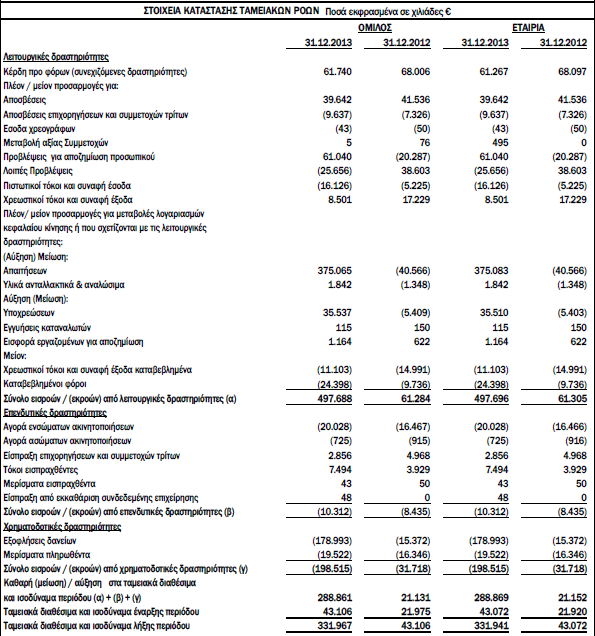 ΣΤΟΙΧΕΙΑ ΚΑΤΑΣΤΑΣΗΣ ΤΑΜΕΙΑΚΩΝ ΡΟΩΝ Ποσά εκφρασμένα σε χιλιάδες €
ΟΜΙΛΟΣ ΕΤΑΙΡΙΑ
31.12.2013 31.12.2012 31.12.2013 31.12.2012
Λειτουργικές δραστηριότητες
Κέρδη προ φόρων (συνεχιζόμενες δραστηριότητες) 61.740 68.006 61.267 68.097
Πλέον / μείον προσαρμογές για:
Αποσβέσεις 39.642 41.536 39.642 41.536
Αποσβέσεις επιχορηγήσεων και συμμετοχών τρίτων (9.637) (7.326) (9.637) (7.326)
Εσοδα χρεογράφων (43) (50) (43) (50)
Μεταβολή αξίας Συμμετοχών 5 76 495 0
Προβλέψεις για αποζημίωση προσωπικού 61.040 (20.287) 61.040 (20.287)
Λοιπές Προβλέψεις (25.656) 38.603 (25.656) 38.603
Πιστωτικοί τόκοι και συναφή έσοδα (16.126) (5.225) (16.126) (5.225)
Χρεωστικοί τόκοι και συναφή έξοδα 8.501 17.229 8.501 17.229
Πλέον/ μείον προσαρμογές για μεταβολές λογαριασμών
κεφαλαίου κίνησης ή που σχετίζονται με τις λειτουργικές
δραστηριότητες:
(Αύξηση) Μείωση:
Απαιτήσεων 375.065 (40.566) 375.083 (40.566)
Υλικά ανταλλακτικά & αναλώσιμα 1.842 (1.348) 1.842 (1.348)
Αύξηση (Μείωση):
Υποχρεώσεων 35.537 (5.409) 35.510 (5.403)
Εγγυήσεις καταναλωτών 115 150 115 150
Εισφορά εργαζομένων για αποζημίωση 1.164 622 1.164 622
Μείον:
Χρεωστικοί τόκοι και συναφή έξοδα καταβεβλημένα (11.103) (14.991) (11.103) (14.991)
Καταβεβλημένοι φόροι (24.398) (9.736) (24.398) (9.736)
Σύνολο εισροών / (εκροών) από λειτουργικές δραστηριότητες (α) 497.688 61.284 497.696 61.305
Επενδυτικές δραστηριότητες
Αγορά ενσώματων ακινητοποιήσεων (20.028) (16.467) (20.028) (16.466)
Αγορά ασώματων ακινητοποιήσεων (725) (915) (725) (916)
Είσπραξη επιχορηγήσεων και συμμετοχών τρίτων 2.856 4.968 2.856 4.968
Τόκοι εισπραχθέντες 7.494 3.929 7.494 3.929
Μερίσματα εισπραχθέντα 43 50 43 50
Είσπραξη από εκκαθάριση συνδεδεμένης επιχείρησης 48 0 48 0
Σύνολο εισροών / (εκροών) από επενδυτικές δραστηριότητες (β) (10.312) (8.435) (10.312) (8.435)
Χρηματοδοτικές δραστηριότητες
Εξοφλήσεις δανείων (178.993) (15.372) (178.993) (15.372)
Μερίσματα πληρωθέντα (19.522) (16.346) (19.522) (16.346)
Σύνολο εισροών / (εκροών) από χρηματοδοτικές δραστηριότητες (γ) (198.515) (31.718) (198.515) (31.718)
Καθαρή (μείωση) / αύξηση στα ταμειακά διαθέσιμα
και ισοδύναμα περιόδου (α) + (β) + (γ) 288.861 21.131 288.869 21.152
Ταμειακά διαθέσιμα και ισοδύναμα έναρξης περιόδου 43.106 21.975 43.072 21.920
Ταμειακά διαθέσιμα και ισοδύναμα λήξης περιόδου 331.967 43.106 331.941 43.072